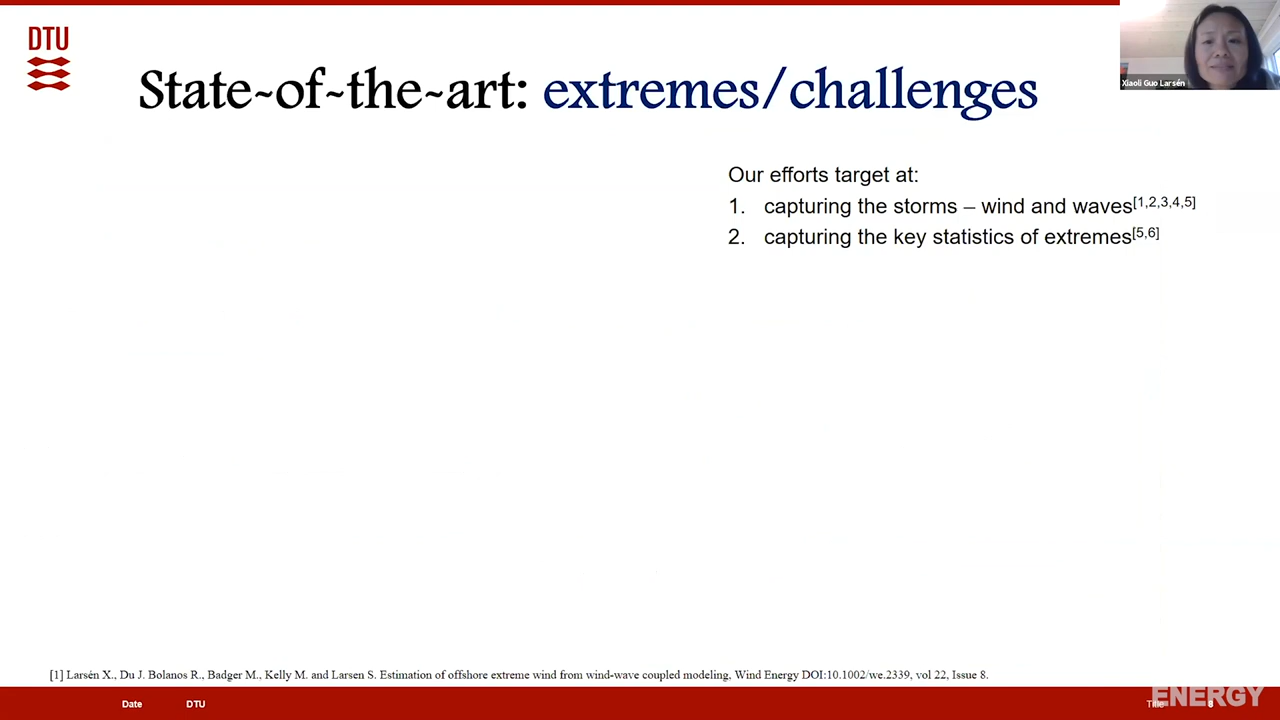 DTU
State-of-the-art: extremes/challenges
Xiaoli Guo Larsén
Our efforts target at:
1. capturing the storms – wind and waves[1,2,3,4,5]
2. capturing the key statistics of extremes[5,6]
[1] Larsén X., Du J. Bolanos R., Badger M., Kelly M. and Larsen S. Estimation of offshore extreme wind from wind-wave coupled modeling, Wind Energy DOI:10.1002/we.2339, vol 22, Issue 8.
Date DTU Title 8
ENERGY